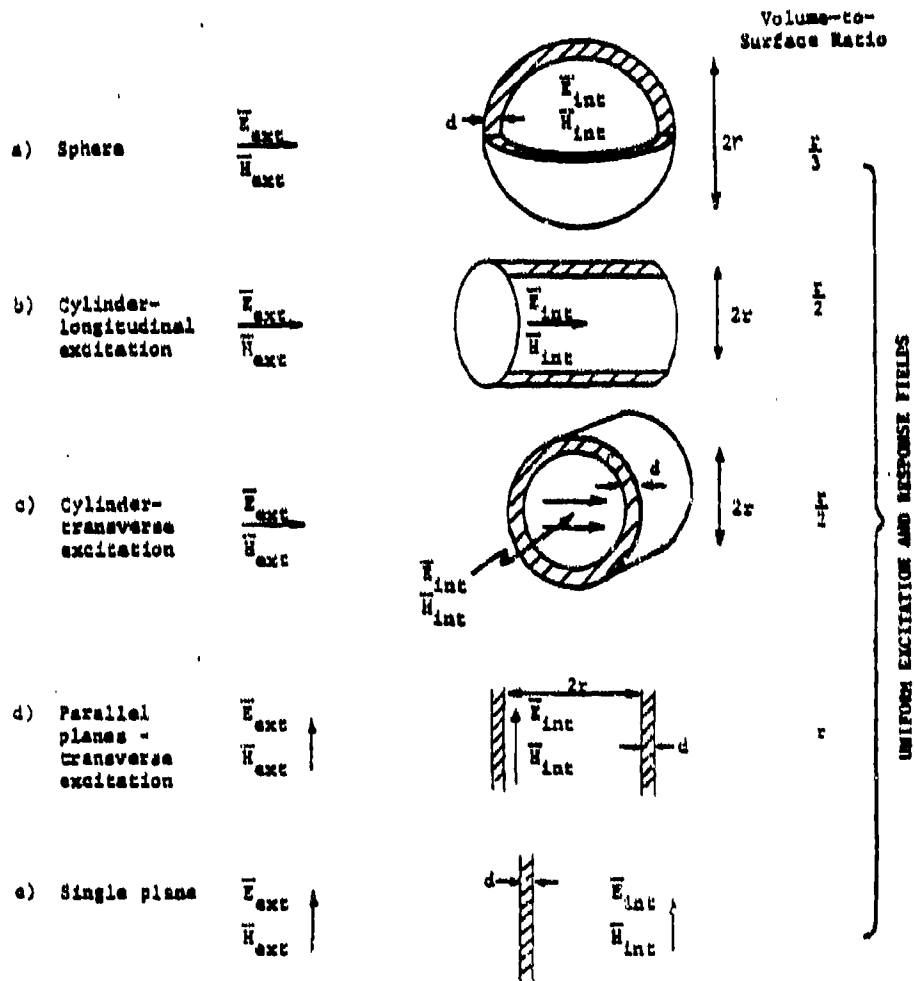 Volume-to-
Surface Ratio
a) Sphere
E̅ext
H̅ext
d
E̅int
H̅int
2r
r/3
b) Cylinder-
longitudinal
excitation
E̅ext
H̅ext
E̅int
H̅int
2r
r/2
c) Cylinder-
transverse
excitation
E̅ext
H̅ext
d
2r
E̅int
H̅int
d) Parallel
planes -
transverse
excitation
E̅ext
H̅ext
2r
E̅int
H̅int
d
r
e) Single plane
E̅ext
H̅ext
d
E̅int
H̅int
UNIFORM EXCITATION AND RESPONSE FIELDS